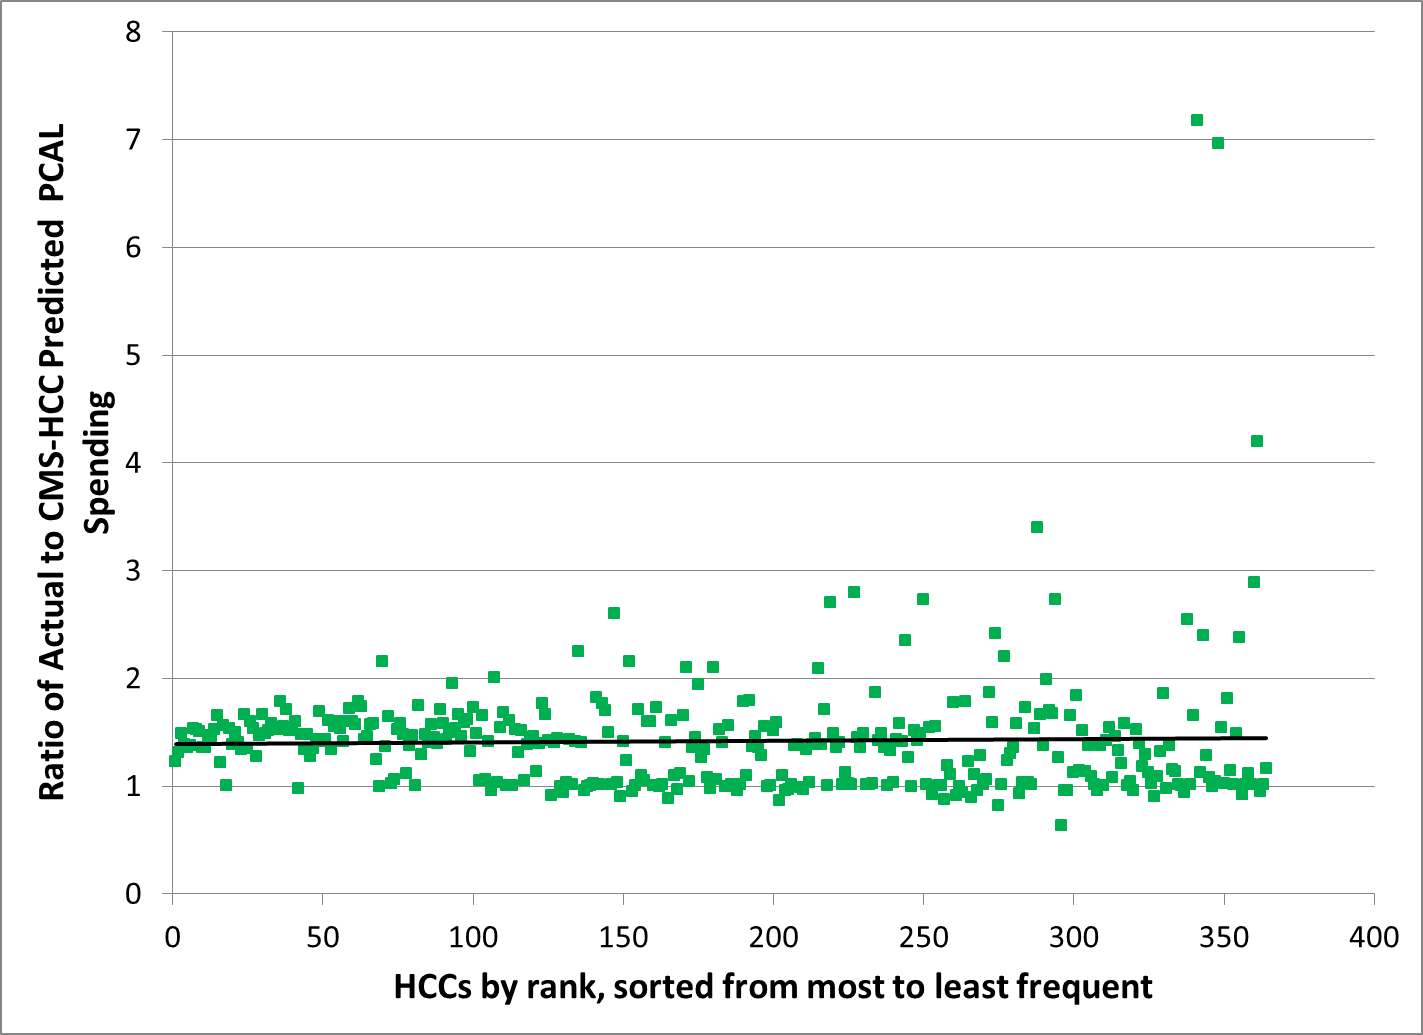 Ratio of Actual to CMS-HCC Predicted PCAL
Spending
8
7
6
5
4
3
2
1
0
0 50 100 150 200 250 300 350 400
HCCs by rank, sorted from most to least frequent